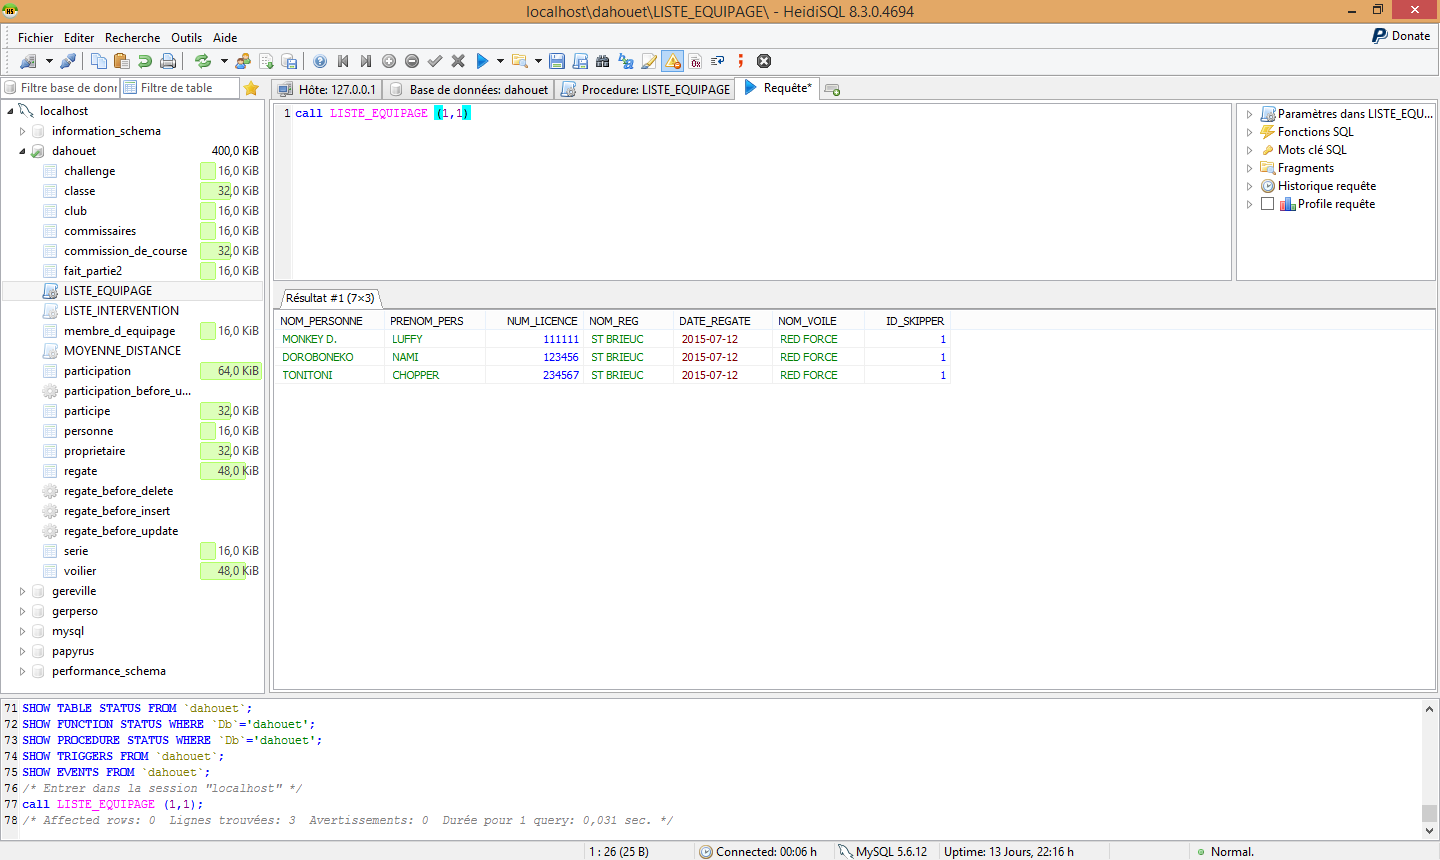 localhost\dahouet\LISTE_EQUIPAGE\ - HeidiSQL 8.3.0.4694
Fichier Editer Recherche Outils Aide
Donate
Filtre base de donn Filtre de table
Hôte: 127.0.0.1 Base de données: dahouet Procedure: LISTE_EQUIPAGE Requête*
localhost
information_schema
dahouet 400,0 KiB
challenge 16,0 KiB
classe 32,0 KiB
club 16,0 KiB
commissaires 16,0 KiB
commission_de_course 32,0 KiB
fait_partie2 16,0 KiB
LISTE_EQUIPAGE
LISTE_INTERVENTION
membre_d_equipage 16,0 KiB
MOYENNE_DISTANCE
participation 64,0 KiB
participation_before_u...
participe 32,0 KiB
personne 16,0 KiB
proprietaire 32,0 KiB
regate 48,0 KiB
regate_before_delete
regate_before_insert
regate_before_update
serie 16,0 KiB
voilier 48,0 KiB
gereville
gerperso
mysql
papyrus
performance_schema
1 call LISTE_EQUIPAGE (1,1)
Paramètres dans LISTE_EQU...
Fonctions SQL
Mots clé SQL
Fragments
Historique requête
Profile requête
Résultat #1 (7×3)
NOM_PERSONNE PRENOM_PERS NUM_LICENCE NOM_REG DATE_REGATE NOM_VOILE ID_SKIPPER
MONKEY D. LUFFY 111111 ST BRIEUC 2015-07-12 RED FORCE 1
DOROBONEKO NAMI 123456 ST BRIEUC 2015-07-12 RED FORCE 1
TONITONI CHOPPER 234567 ST BRIEUC 2015-07-12 RED FORCE 1
71 SHOW TABLE STATUS FROM `dahouet`;
72 SHOW FUNCTION STATUS WHERE `Db`='dahouet';
73 SHOW PROCEDURE STATUS WHERE `Db`='dahouet';
74 SHOW TRIGGERS FROM `dahouet`;
75 SHOW EVENTS FROM `dahouet`;
76 /* Entrer dans la session "localhost" */
77 call LISTE_EQUIPAGE (1,1);
78 /* Affected rows: 0  Lignes trouvées: 3  Avertissements: 0  Durée pour 1 query: 0,031 sec. */
1 : 26 (25 B) Connected: 00:06 h MySQL 5.6.12 Uptime: 13 Jours, 22:16 h Normal.